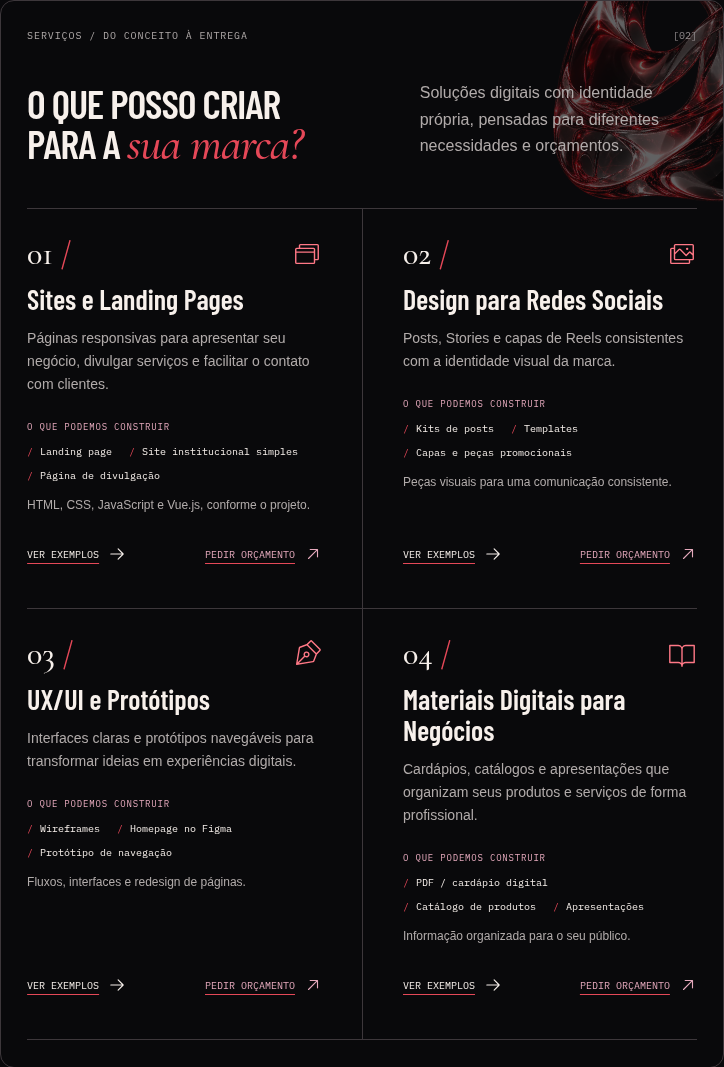 SERVIÇOS / DO CONCEITO À ENTREGA
[02]
O QUE POSSO CRIAR
PARA A sua marca?
Soluções digitais com identidade
própria, pensadas para diferentes
necessidades e orçamentos.
01 /
Sites e Landing Pages
Páginas responsivas para apresentar seu
negócio, divulgar serviços e facilitar o contato
com clientes.
O QUE PODEMOS CONSTRUIR
/ Landing page / Site institucional simples
/ Página de divulgação
HTML, CSS, JavaScript e Vue.js, conforme o projeto.
VER EXEMPLOS → PEDIR ORÇAMENTO ↗
02 /
Design para Redes Sociais
Posts, Stories e capas de Reels consistentes
com a identidade visual da marca.
O QUE PODEMOS CONSTRUIR
/ Kits de posts / Templates
/ Capas e peças promocionais
Peças visuais para uma comunicação consistente.
VER EXEMPLOS → PEDIR ORÇAMENTO ↗
03 /
UX/UI e Protótipos
Interfaces claras e protótipos navegáveis para
transformar ideias em experiências digitais.
O QUE PODEMOS CONSTRUIR
/ Wireframes / Homepage no Figma
/ Protótipo de navegação
Fluxos, interfaces e redesign de páginas.
VER EXEMPLOS → PEDIR ORÇAMENTO ↗
04 /
Materiais Digitais para
Negócios
Cardápios, catálogos e apresentações que
organizam seus produtos e serviços de forma
profissional.
O QUE PODEMOS CONSTRUIR
/ PDF / cardápio digital
/ Catálogo de produtos / Apresentações
Informação organizada para o seu público.
VER EXEMPLOS → PEDIR ORÇAMENTO ↗